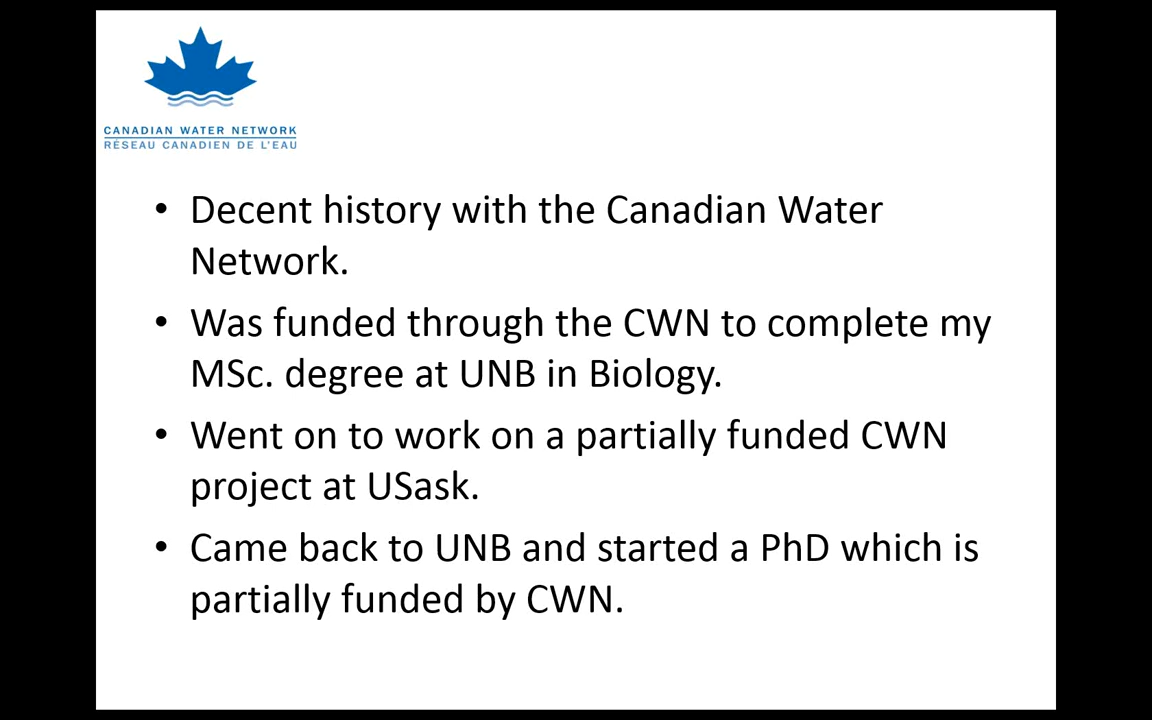 CANADIAN WATER NETWORK
RÉSEAU CANADIEN DE L'EAU
• Decent history with the Canadian Water
Network.
• Was funded through the CWN to complete my
MSc. degree at UNB in Biology.
• Went on to work on a partially funded CWN
project at USask.
• Came back to UNB and started a PhD which is
partially funded by CWN.